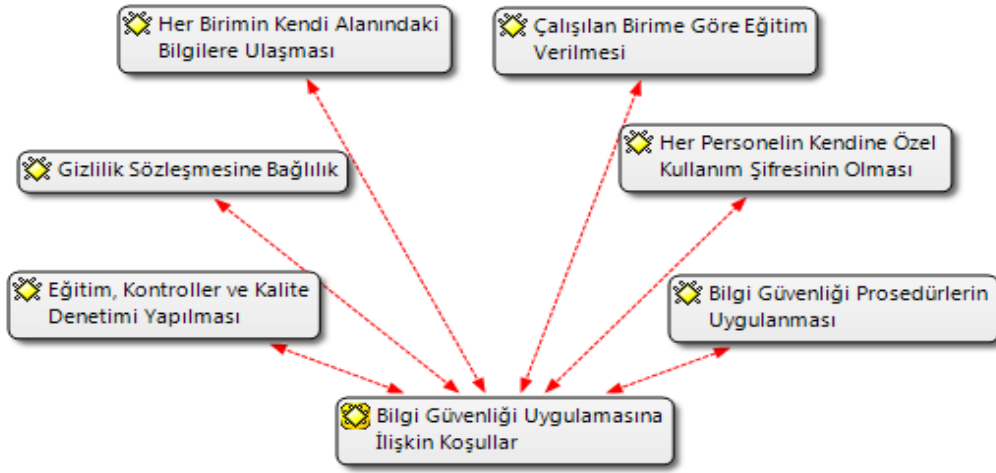 Her Birimin Kendi Alanındaki
Bilgilere Ulaşması
Çalışılan Birime Göre Eğitim
Verilmesi
Gizlilik Sözleşmesine Bağlılık
Her Personelin Kendine Özel
Kullanım Şifresinin Olması
Eğitim, Kontroller ve Kalite
Denetimi Yapılması
Bilgi Güvenliği Prosedürlerin
Uygulanması
Bilgi Güvenliği Uygulamasına
İlişkin Koşullar